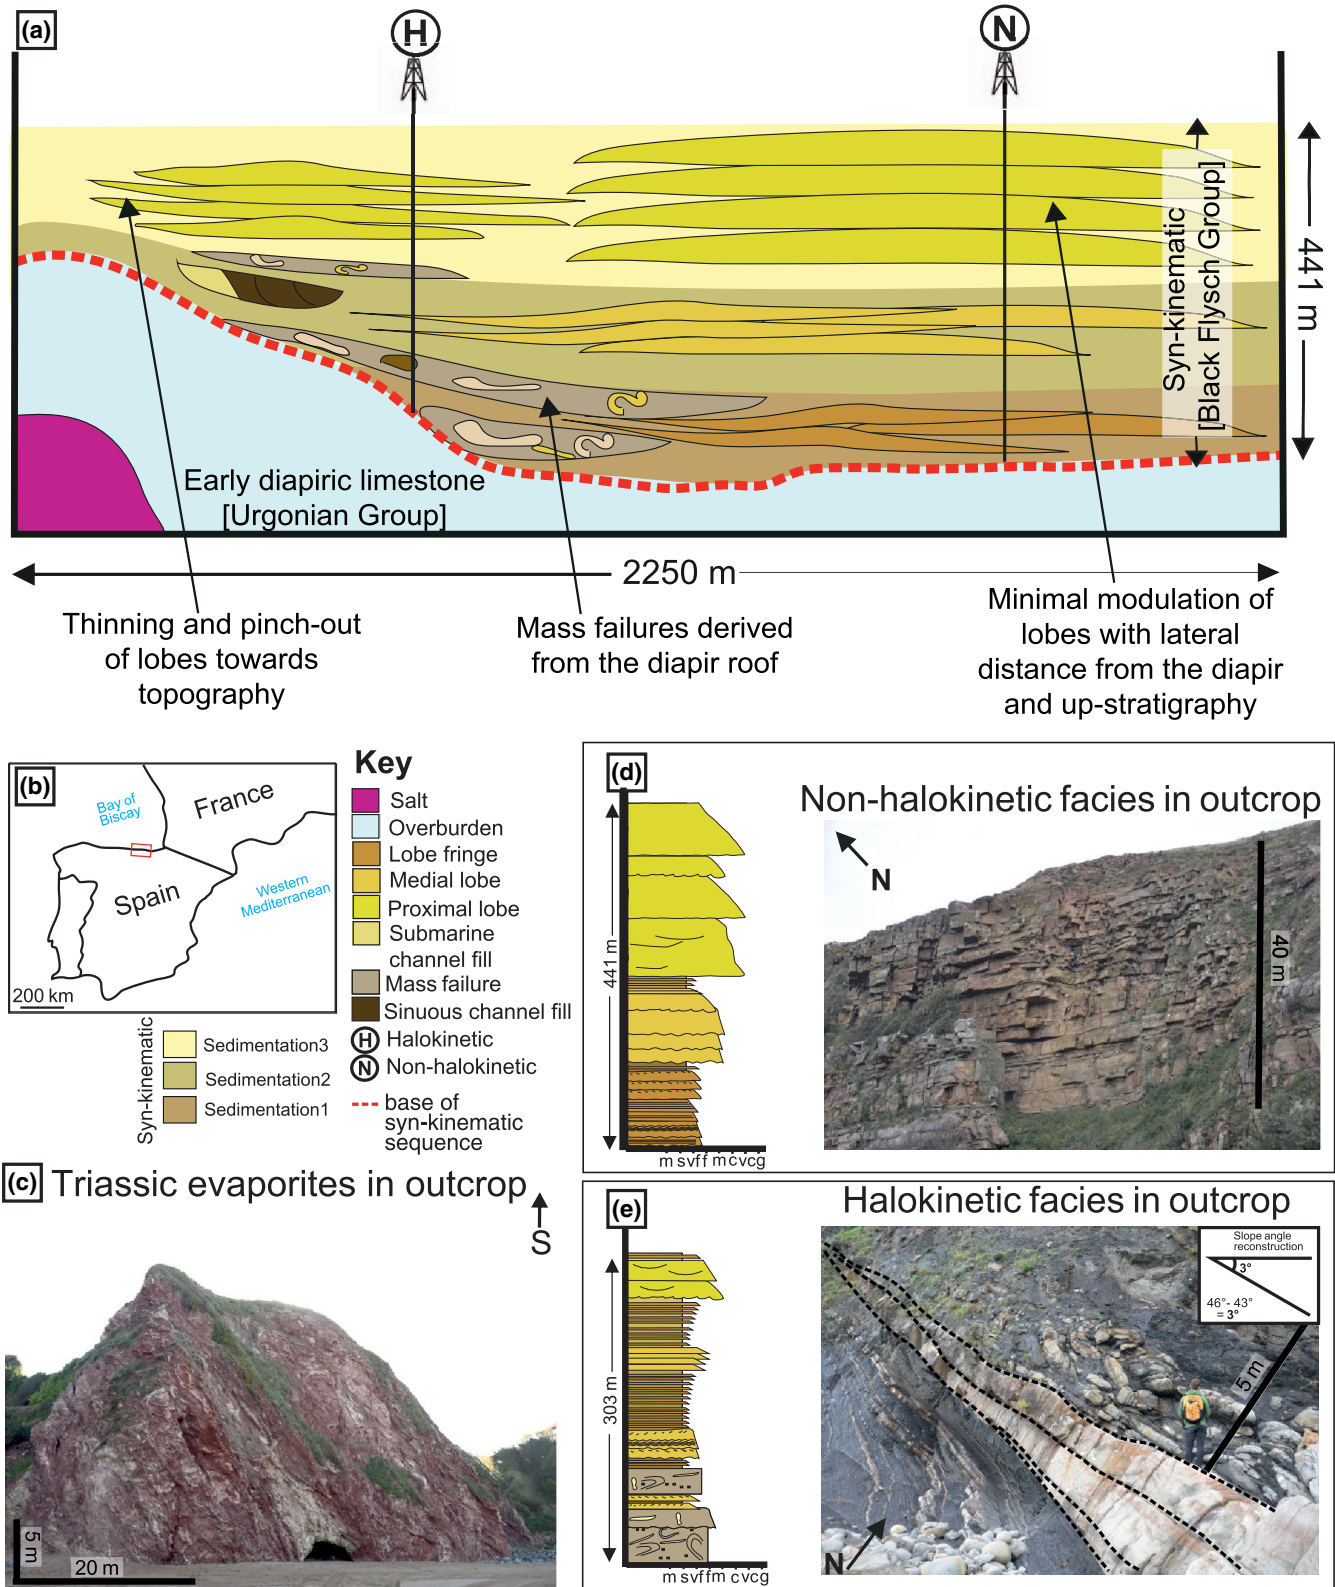 (a)
H
N
Syn-kinematic
[Black Flysch Group]
441 m
Early diapiric limestone
[Urgonian Group]
2250 m
Thinning and pinch-out
of lobes towards
topography
Mass failures derived
from the diapir roof
Minimal modulation of
lobes with lateral
distance from the diapir
and up-stratigraphy
(b)
Bay of
Biscay
France
Spain
Western
Mediterranean
200 km
Key
Salt
Overburden
Lobe fringe
Medial lobe
Proximal lobe
Submarine
channel fill
Mass failure
Sinuous channel fill
H Halokinetic
N Non-halokinetic
base of
syn-kinematic
sequence
Syn-kinematic
Sedimentation3
Sedimentation2
Sedimentation1
(c) Triassic evaporites in outcrop
S
5 m
20 m
(d)
Non-halokinetic facies in outcrop
441 m
m s vf f m c vc g
N
40 m
(e)
Halokinetic facies in outcrop
303 m
m s vf f m c vc g
Slope angle
reconstruction
3°
46°- 43°
= 3°
5 m
N